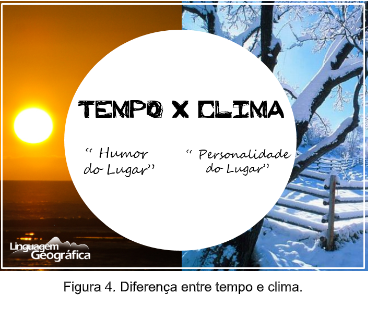 TEMPO X CLIMA
“ Humor do Lugar”
“ Personalidade do Lugar”
Linguagem
Geográfica
Figura 4. Diferença entre tempo e clima.